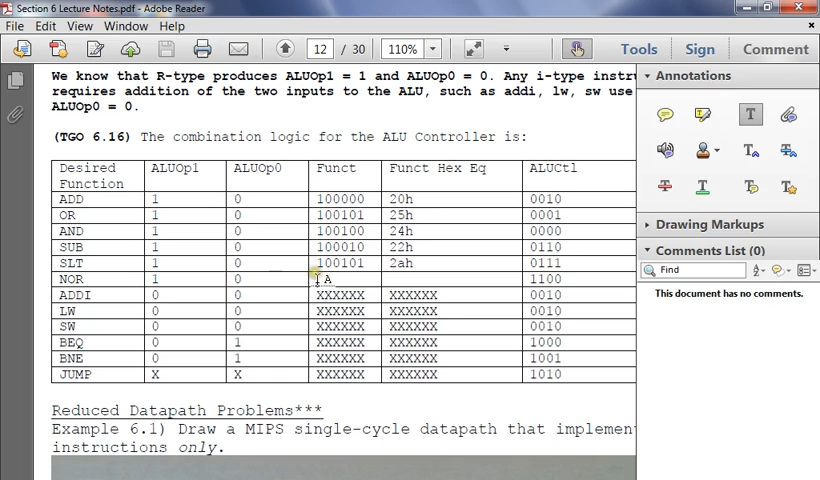 Section 6 Lecture Notes.pdf - Adobe Reader
File Edit View Window Help
12 / 30 110% Tools Sign Comment
We know that R-type produces ALUOp1 = 1 and ALUOp0 = 0. Any i-type instru
requires addition of the two inputs to the ALU, such as addi, lw, sw use
ALUOp0 = 0.
(TGO 6.16) The combination logic for the ALU Controller is:
Desired Function ALUOp1 ALUOp0 Funct Funct Hex Eq ALUCtl
ADD 1 0 100000 20h 0010
OR 1 0 100101 25h 0001
AND 1 0 100100 24h 0000
SUB 1 0 100010 22h 0110
SLT 1 0 100101 2ah 0111
NOR 1 0 A 1100
ADDI 0 0 XXXXXX XXXXXX 0010
LW 0 0 XXXXXX XXXXXX 0010
SW 0 0 XXXXXX XXXXXX 0010
BEQ 0 1 XXXXXX XXXXXX 1000
BNE 0 1 XXXXXX XXXXXX 1001
JUMP X X XXXXXX XXXXXX 1010
Reduced Datapath Problems***
Example 6.1) Draw a MIPS single-cycle datapath that implemen
instructions only.
Annotations
Drawing Markups
Comments List (0)
Find
This document has no comments.